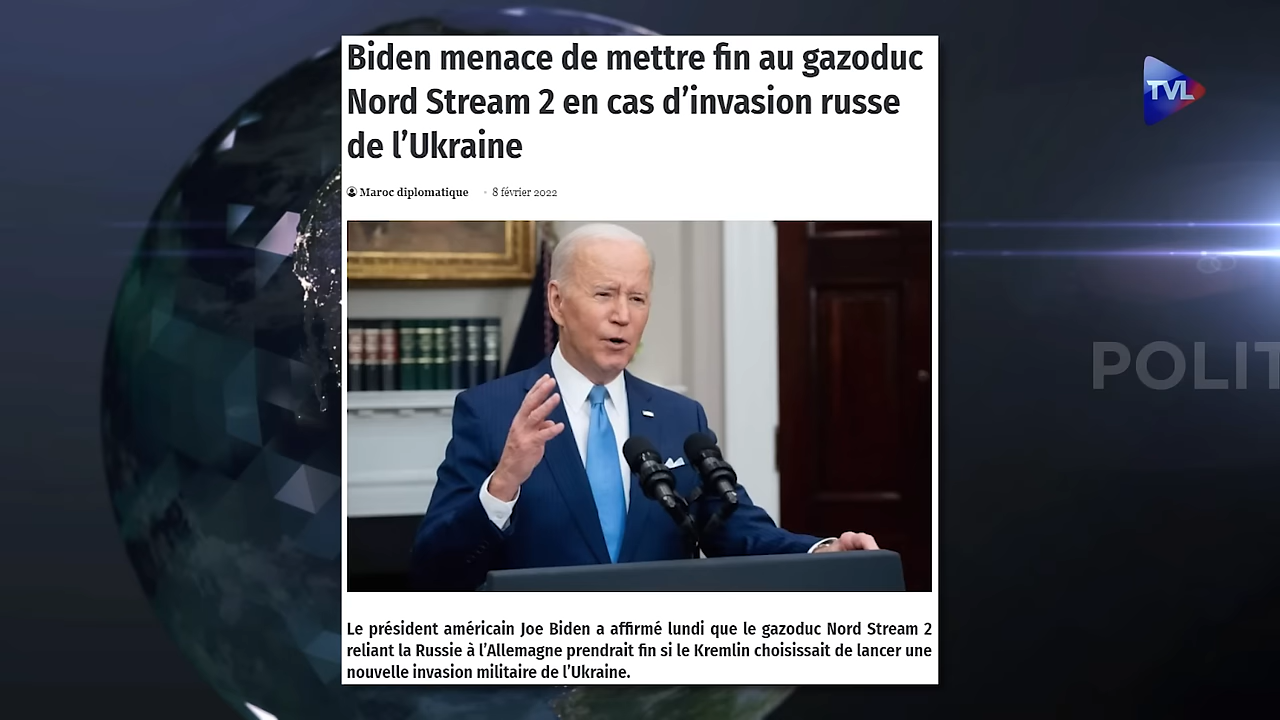 Biden menace de mettre fin au gazoduc
Nord Stream 2 en cas d’invasion russe
de l’Ukraine
Maroc diplomatique
8 février 2022
Le président américain Joe Biden a affirmé lundi que le gazoduc Nord Stream 2
reliant la Russie à l’Allemagne prendrait fin si le Kremlin choisissait de lancer une
nouvelle invasion militaire de l’Ukraine.
TVL
POLIT